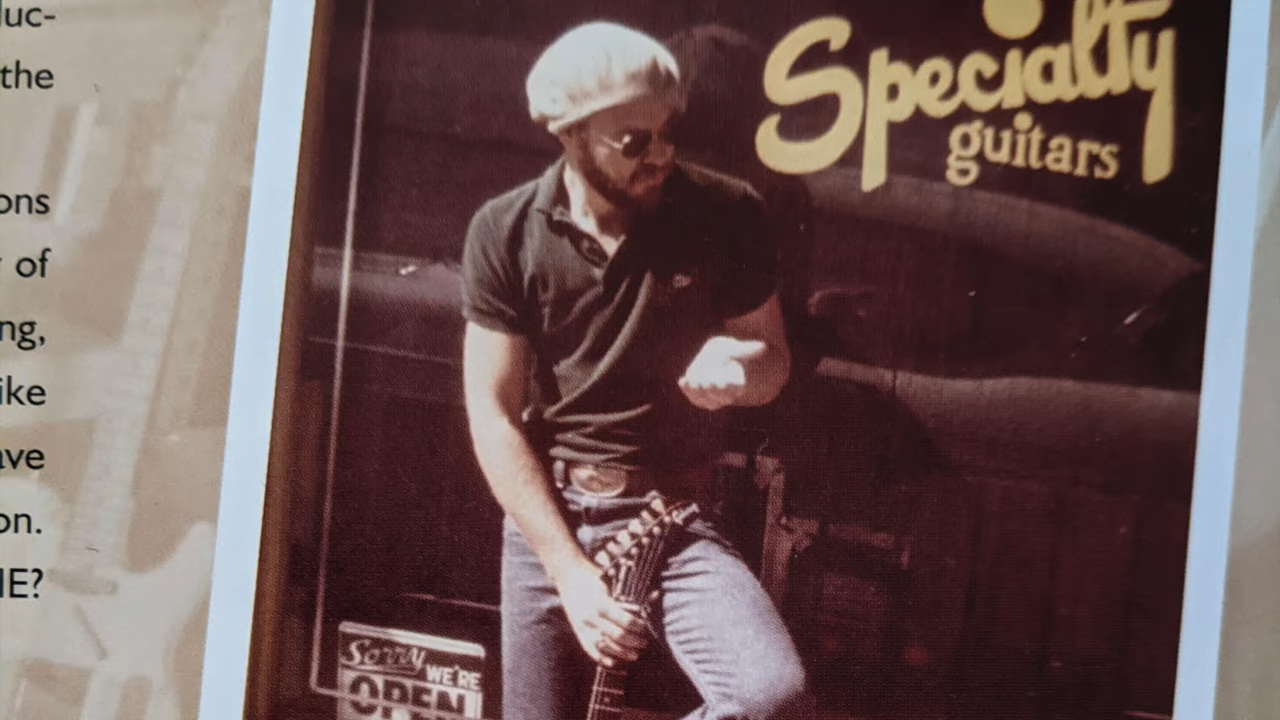 luc-
the
ons
of
ng,
ike
ave
on.
IE?
Specialty
guitars
Sorry
WE'RE
OPEN